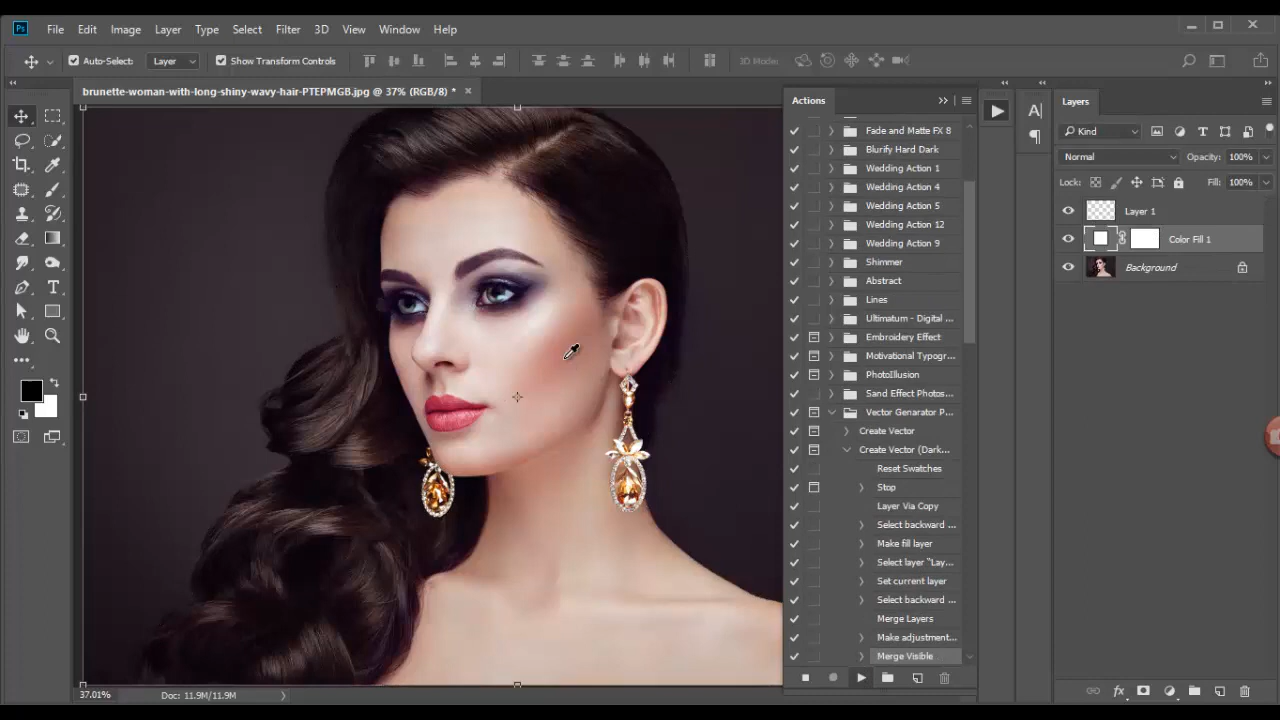 Ps File Edit Image Layer Type Select Filter 3D View Window Help
Auto-Select: Layer Show Transform Controls 3D Mode:
brunette-woman-with-long-shiny-wavy-hair-PTEPMGB.jpg @ 37% (RGB/8) *
Actions
Fade and Matte FX 8
Blurify Hard Dark
Wedding Action 1
Wedding Action 4
Wedding Action 5
Wedding Action 12
Wedding Action 9
Shimmer
Abstract
Lines
Ultimatum - Digital ...
Embroidery Effect
Motivational Typogr...
PhotoIllusion
Sand Effect Photos...
Vector Genarator P...
Create Vector
Create Vector (Dark...
Reset Swatches
Stop
Layer Via Copy
Select backward ...
Make fill layer
Select layer "Lay...
Set current layer
Select backward ...
Merge Layers
Make adjustment...
Merge Visible
A
Layers
Kind
Normal Opacity: 100%
Lock: Fill: 100%
Layer 1
Color Fill 1
Background
T
37.01% Doc: 11.9M/11.9M
fx